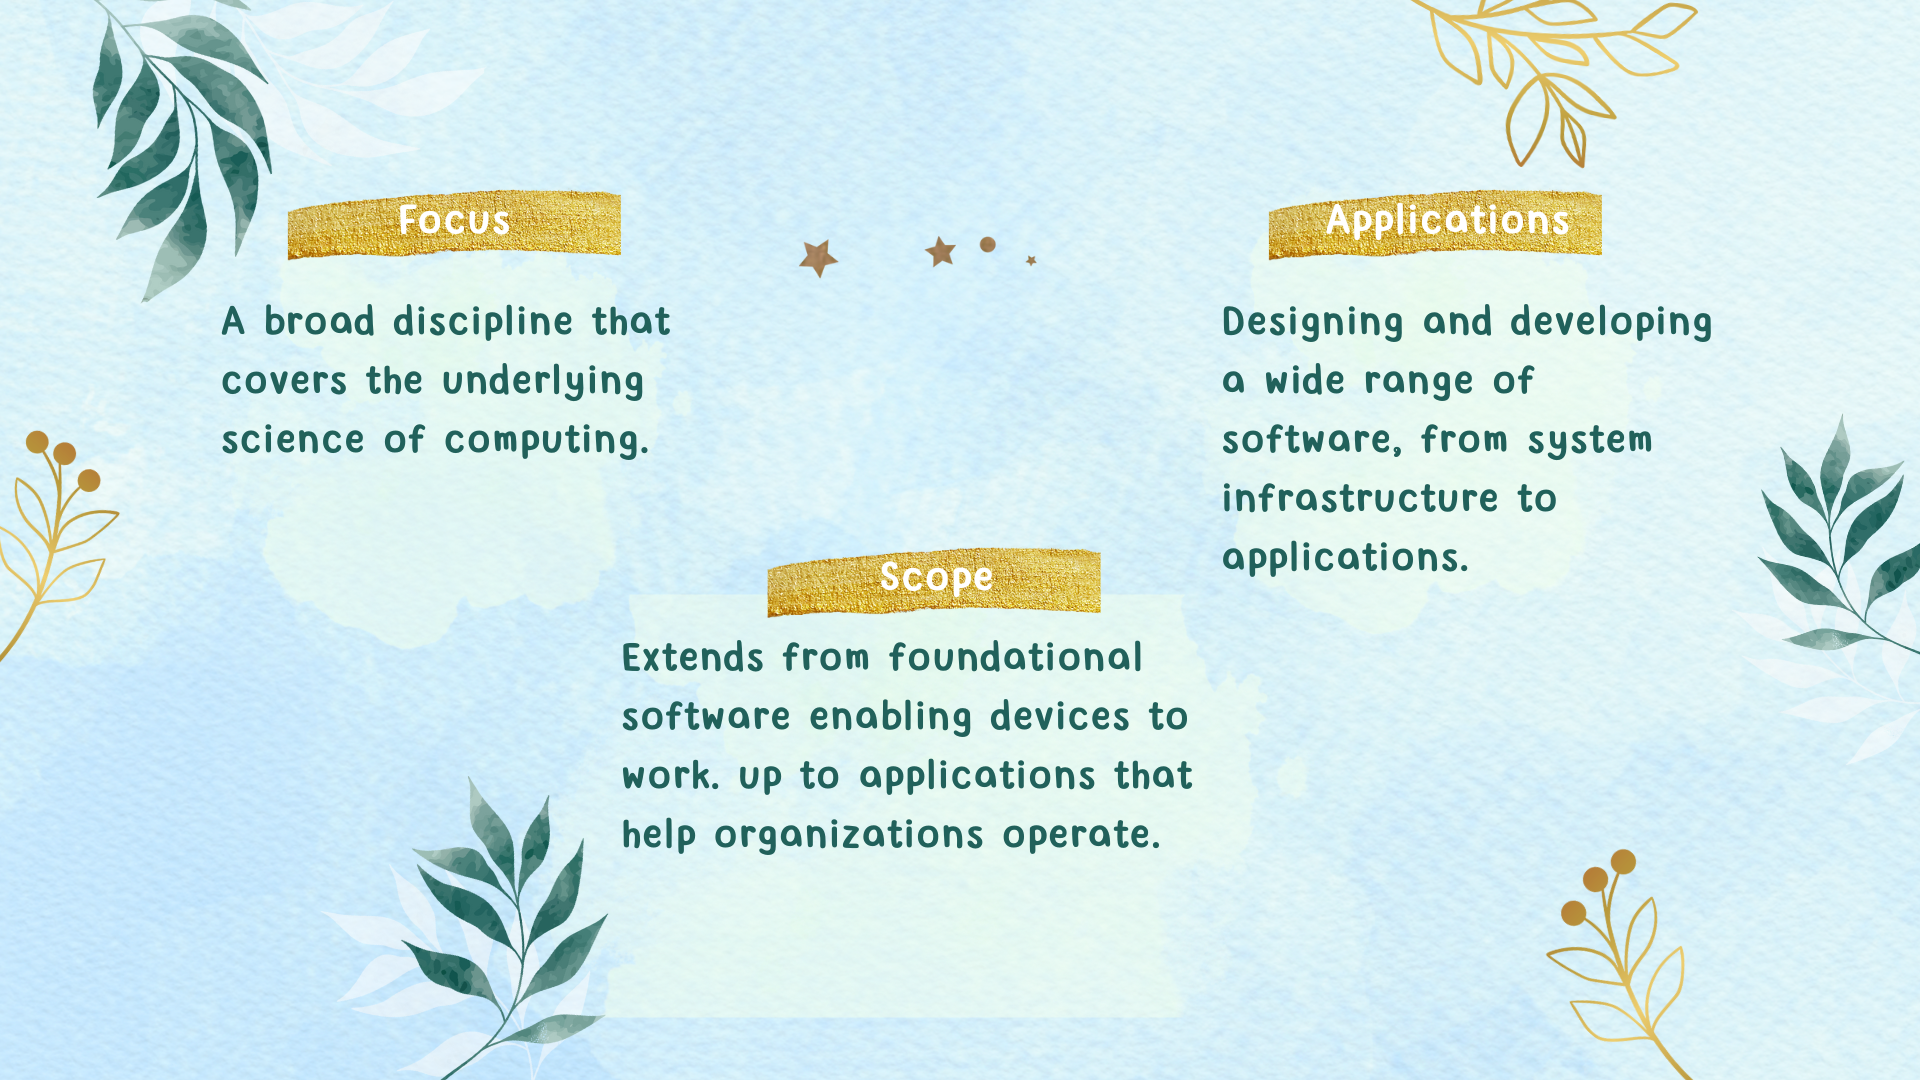 Focus
A broad discipline that
covers the underlying
science of computing.
Applications
Designing and developing
a wide range of
software, from system
infrastructure to
applications.
Scope
Extends from foundational
software enabling devices to
work. up to applications that
help organizations operate.